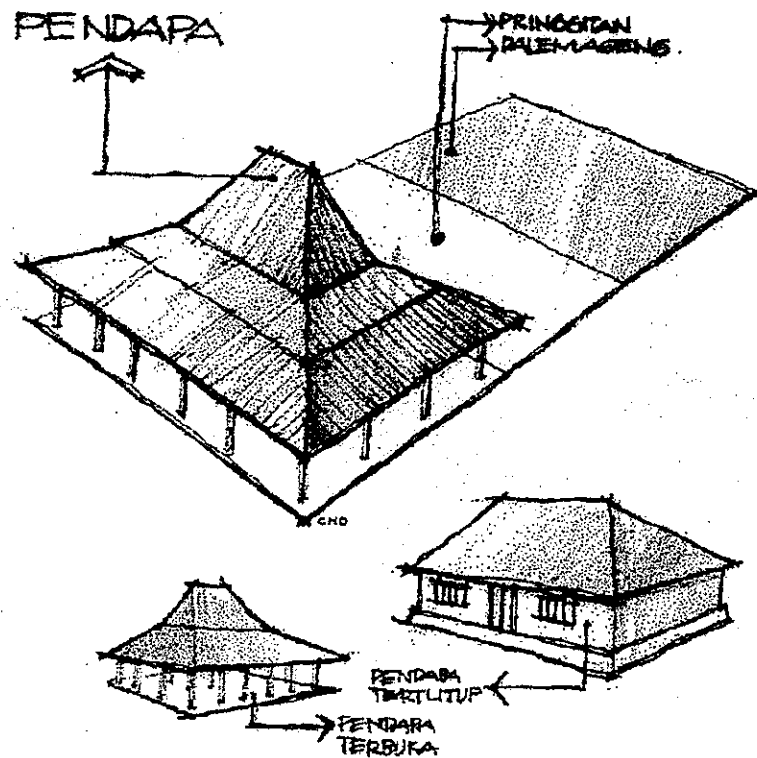 PENDAPA
PRINGGITAN
DALEM AGENG
CHD
PENDAPA
TERTUTUP
PENDAPA
TERBUKA